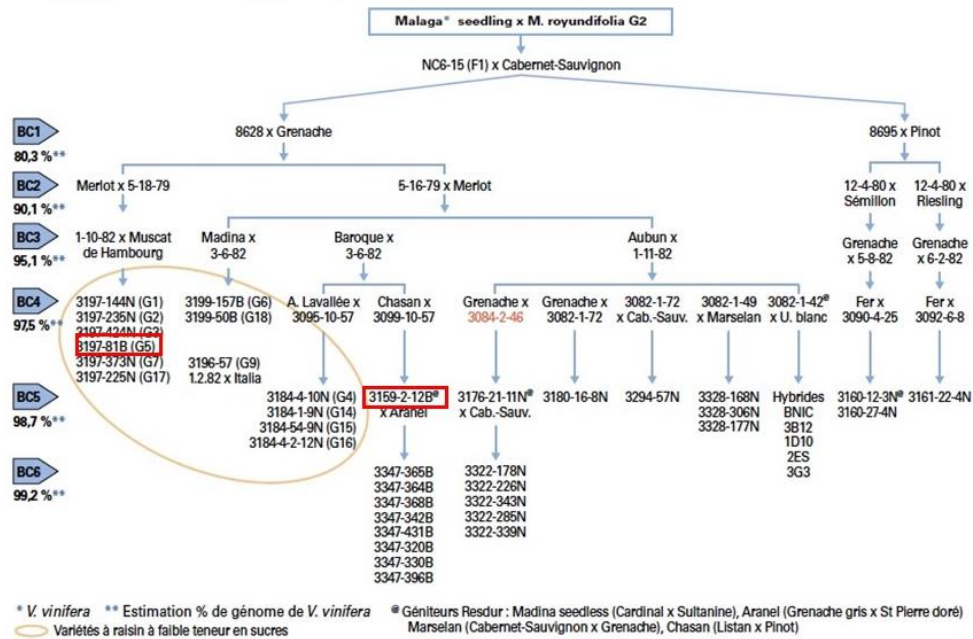 Malaga* seedling x M. royundifolia G2
NC6-15 (F1) x Cabernet-Sauvignon
BC1
80,3 %**
8628 x Grenache
8695 x Pinot
BC2
90,1 %**
Merlot x 5-18-79
5-16-79 x Merlot
12-4-80 x
Sémillon
12-4-80 x
Riesling
BC3
95,1 %**
1-10-82 x Muscat
de Hambourg
Madina x
3-6-82
Baroque x
3-6-82
Aubun x
1-11-82
Grenache
x 5-8-82
Grenache
x 6-2-82
BC4
97,5 %**
3197-144N (G1)
3197-235N (G2)
3197-424N (G3)
3197-81B (G5)
3197-373N (G7)
3197-225N (G17)
3199-157B (G6)
3199-50B (G18)
3196-57 (G9)
1.2.82 x Italia
A. Lavallée x
3095-10-57
Chasan x
3099-10-57
Grenache x
3084-2-46
Grenache x
3082-1-72
3082-1-72
x Cab.-Sauv.
3082-1-49
x Marselan
3082-1-42@
x U. blanc
Fer x
3090-4-25
Fer x
3092-6-8
BC5
98,7 %**
3184-4-10N (G4)
3184-1-9N (G14)
3184-54-9N (G15)
3184-4-2-12N (G16)
3159-2-12B@
x Aranel
3176-21-11N@
x Cab.-Sauv.
3180-16-8N
3294-57N
3328-168N
3328-306N
3328-177N
Hybrides
BNIC
3B12
1D10
2ES
3G3
3160-12-3N@
3160-27-4N
3161-22-4N
BC6
99,2 %**
3347-365B
3347-364B
3347-368B
3347-342B
3347-431B
3347-320B
3347-330B
3347-396B
3322-178N
3322-226N
3322-343N
3322-285N
3322-339N
* V. vinifera ** Estimation % de génome de V. vinifera @ Géniteurs Resdur : Madina seedless (Cardinal x Sultanine), Aranel (Grenache gris x St Pierre doré)
Variétés à raisin à faible teneur en sucres Marselan (Cabernet-Sauvignon x Grenache), Chasan (Listan x Pinot)